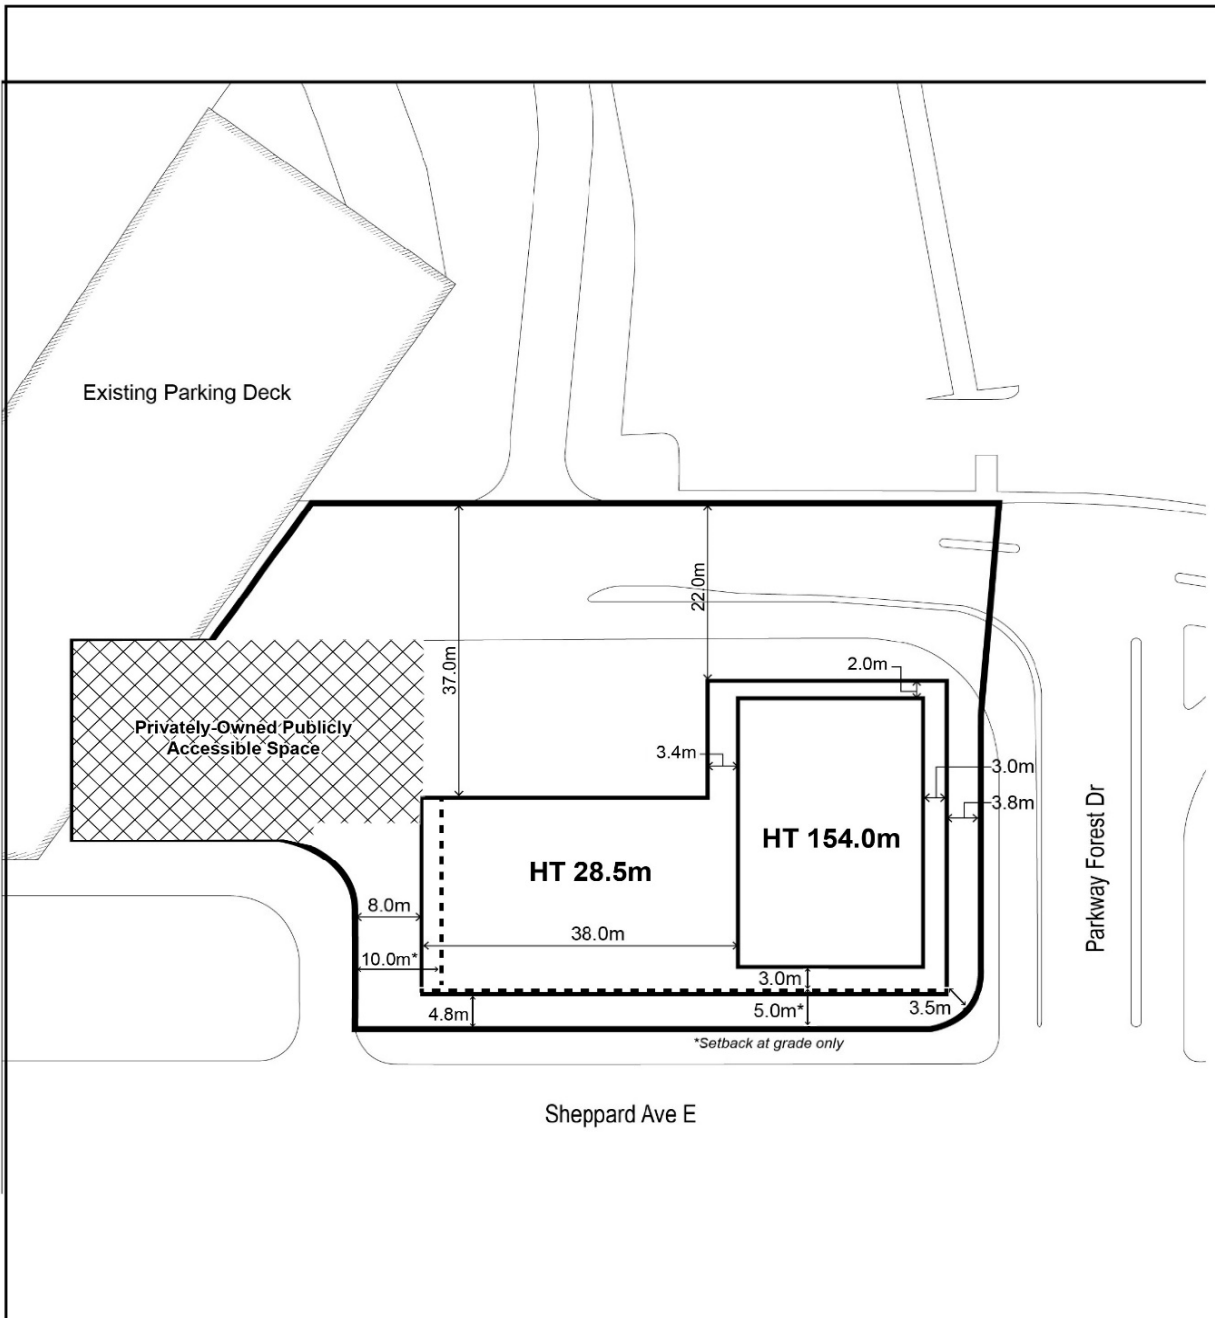 Existing Parking Deck
22.0m
37.0m
2.0m
Privately-Owned Publicly
Accessible Space
3.4m
3.0m
3.8m
HT 154.0m
HT 28.5m
Parkway Forest Dr
8.0m
38.0m
10.0m*
3.0m
4.8m
5.0m*
3.5m
*Setback at grade only
Sheppard Ave E